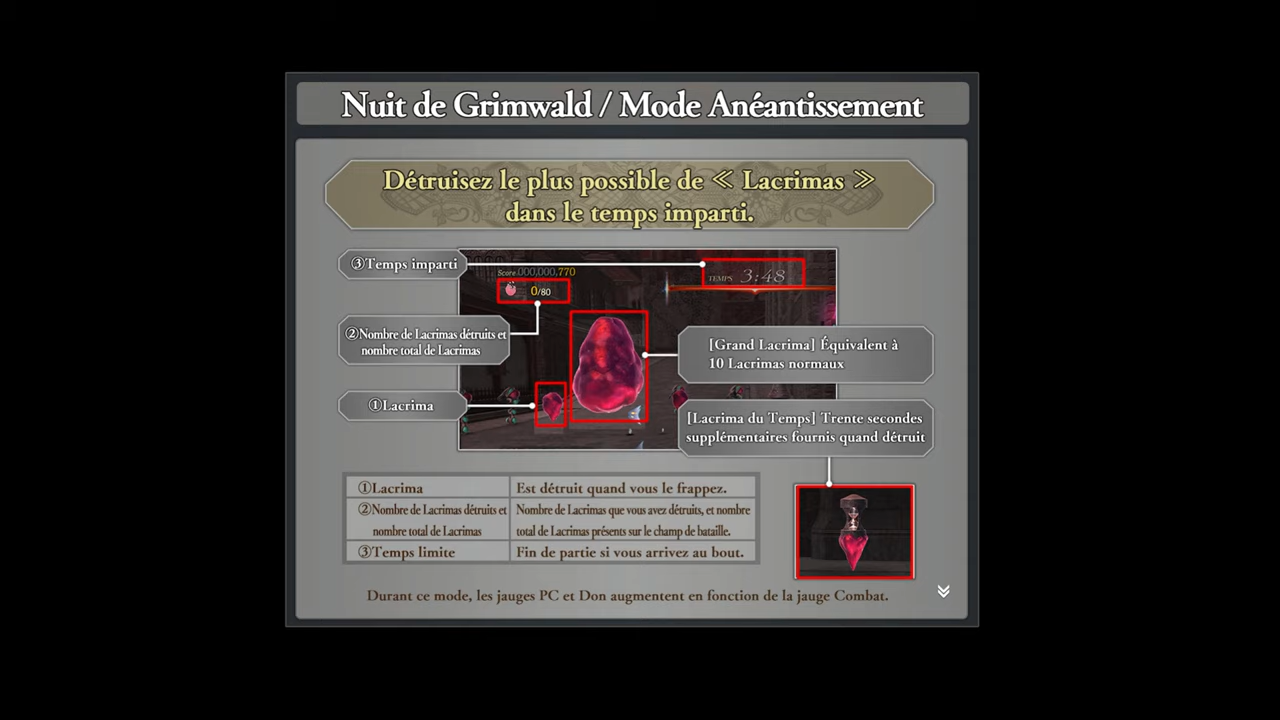 Nuit de Grimwald / Mode Anéantissement
Détruisez le plus possible de ≪ Lacrimas ≫
dans le temps imparti.
③Temps imparti
Score 000,000,770
TEMPS 3:48
0/80
②Nombre de Lacrimas détruits et
nombre total de Lacrimas
[Grand Lacrima] Équivalent à
10 Lacrimas normaux
①Lacrima
[Lacrima du Temps] Trente secondes
supplémentaires fournis quand détruit
①Lacrima Est détruit quand vous le frappez.
②Nombre de Lacrimas détruits et Nombre de Lacrimas que vous avez détruits, et nombre
nombre total de Lacrimas total de Lacrimas présents sur le champ de bataille.
③Temps limite Fin de partie si vous arrivez au bout.
Durant ce mode, les jauges PC et Don augmentent en fonction de la jauge Combat.